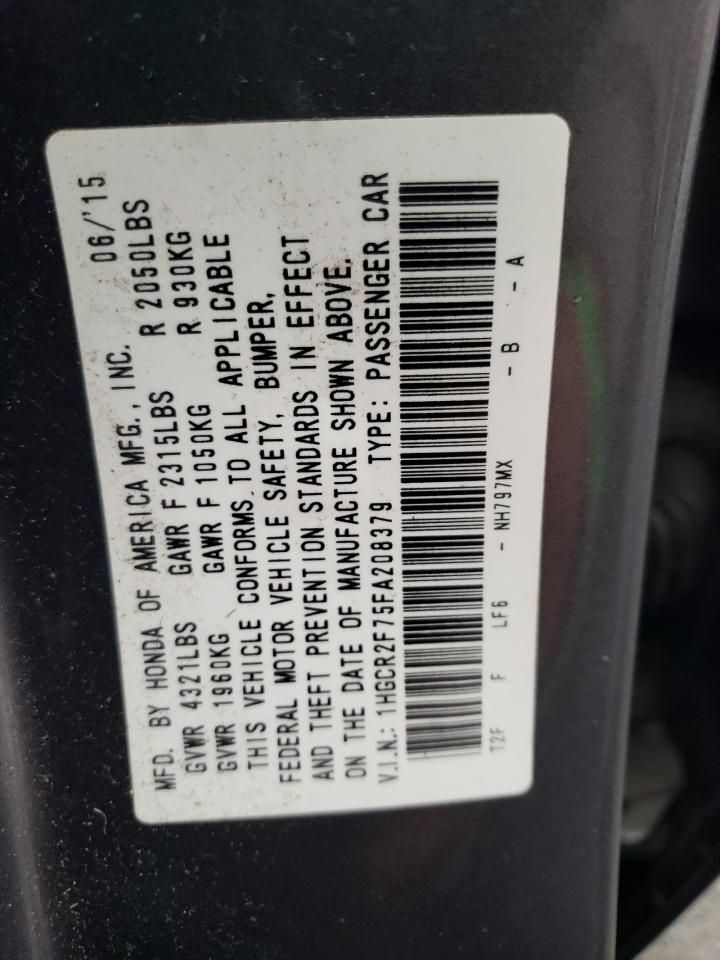 MFD. BY HONDA OF AMERICA MFG., INC. 06/'15
GVWR 4321LBS GAWR F 2315LBS R 2050LBS
GVWR 1960KG GAWR F 1050KG R 930KG
THIS VEHICLE CONFORMS TO ALL APPLICABLE
FEDERAL MOTOR VEHICLE SAFETY, BUMPER,
AND THEFT PREVENTION STANDARDS IN EFFECT
ON THE DATE OF MANUFACTURE SHOWN ABOVE.
V.I.N.: 1HGCR2F75FA208379 TYPE: PASSENGER CAR
T2F F LF6 - NH797MX - B - A